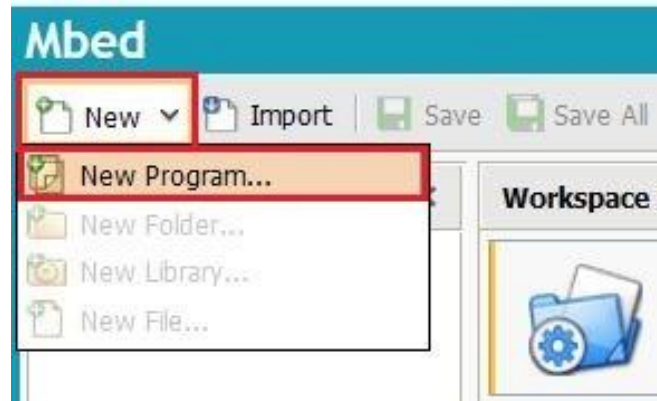 Mbed
New Import Save Save All
New Program...
New Folder...
New Library...
New File...
Workspace